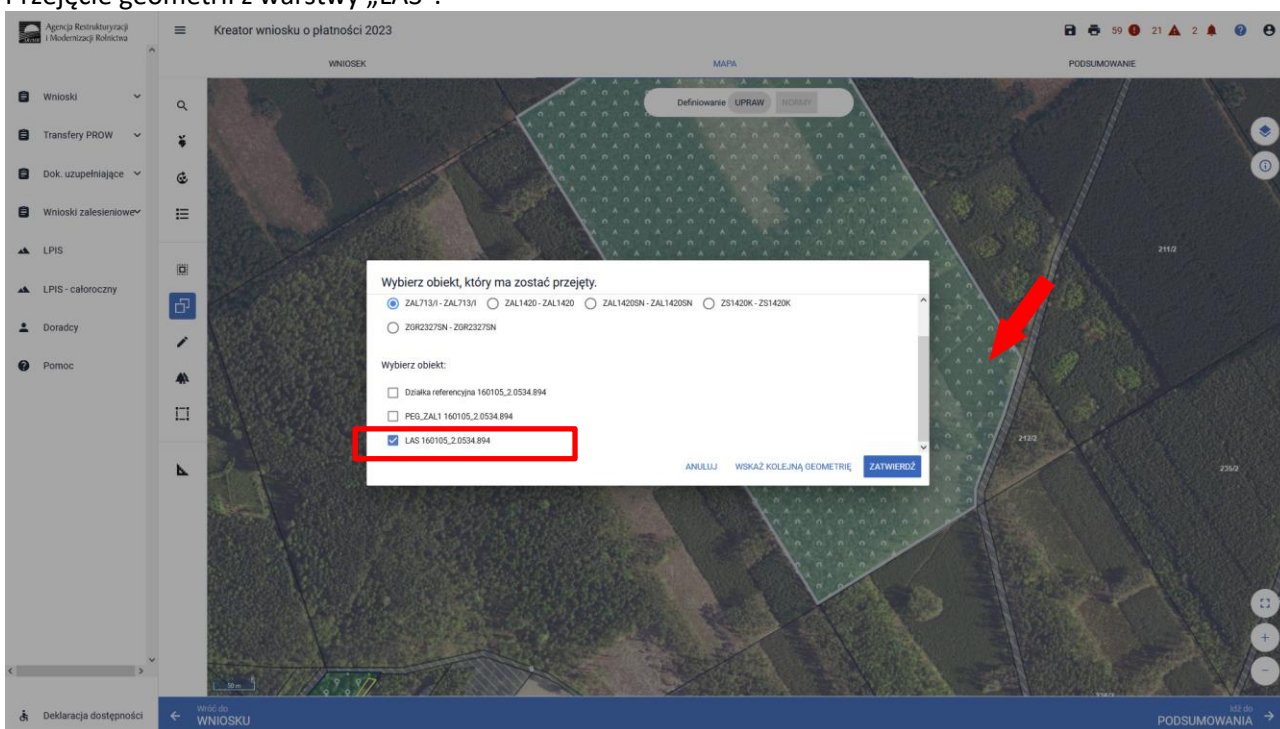 Przejęcie geometrii z warstwy „LAS".
Agencja Restrukturyzacji
i Modernizacji Rolnictwa
Kreator wniosku o płatności 2023
59
21
2
WNIOSEK
MAPA
PODSUMOWANIE
Wnioski
Transfery PROW
Dok. uzupełniające
Wnioski zalesieniowe
LPIS
LPIS - całoroczny
Doradcy
Pomoc
Definiowanie UPRAW NORMY
211/2
Wybierz obiekt, który ma zostać przejęty.
ZAL713/I - ZAL713/I ZAL1420 - ZAL1420 ZAL1420SN - ZAL1420SN ZS1420K - ZS1420K
ZGR2327SN - ZGR2327SN
Wybierz obiekt:
Działka referencyjna 160105_2.0534.894
PEG_ZAL1 160105_2.0534.894
LAS 160105_2.0534.894
ANULUJ WSKAŻ KOLEJNĄ GEOMETRIĘ ZATWIERDŹ
213/2
235/2
50 m
Deklaracja dostępności
Wróć do
WNIOSKU
Idź do
PODSUMOWANIA